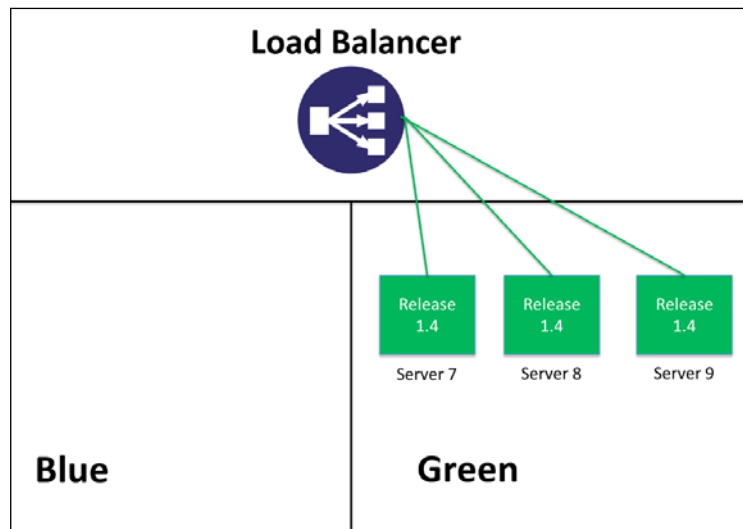 Load Balancer
Release
1.4
Release
1.4
Release
1.4
Server 7
Server 8
Server 9
Blue
Green